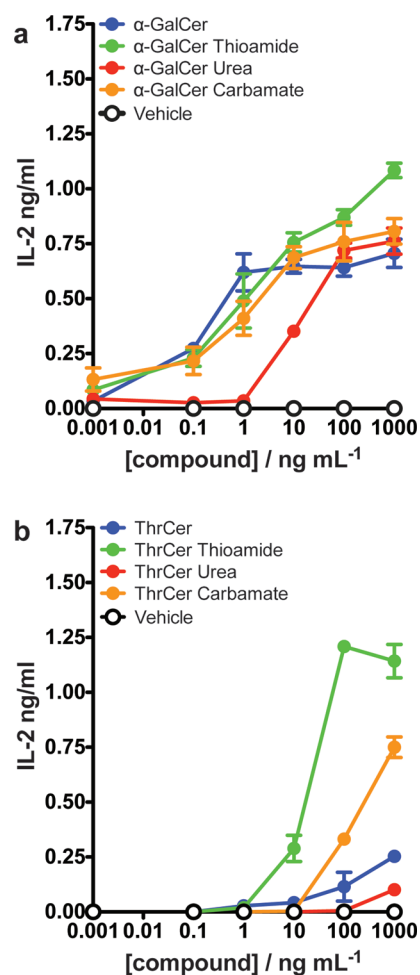 a
α-GalCer
α-GalCer Thioamide
α-GalCer Urea
α-GalCer Carbamate
Vehicle
IL-2 ng/ml
1.75
1.50
1.25
1.00
0.75
0.50
0.25
0.00
0.001 0.01 0.1 1 10 100 1000
[compound] / ng mL-1
b
ThrCer
ThrCer Thioamide
ThrCer Urea
ThrCer Carbamate
Vehicle
IL-2 ng/ml
1.75
1.50
1.25
1.00
0.75
0.50
0.25
0.00
0.001 0.01 0.1 1 10 100 1000
[compound] / ng mL-1